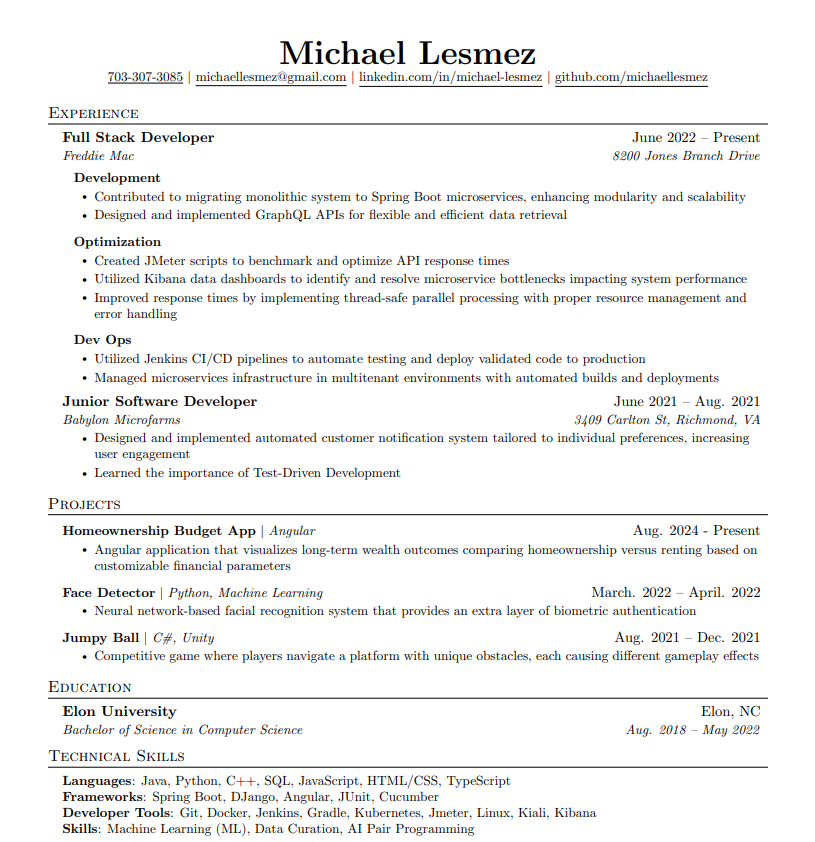 Michael Lesmez
703-307-3085 | michaellesmez@gmail.com | linkedin.com/in/michael-lesmez | github.com/michaellesmez
Experience
Full Stack Developer June 2022 – Present
Freddie Mac 8200 Jones Branch Drive
Development
• Contributed to migrating monolithic system to Spring Boot microservices, enhancing modularity and scalability
• Designed and implemented GraphQL APIs for flexible and efficient data retrieval
Optimization
• Created JMeter scripts to benchmark and optimize API response times
• Utilized Kibana data dashboards to identify and resolve microservice bottlenecks impacting system performance
• Improved response times by implementing thread-safe parallel processing with proper resource management and
error handling
Dev Ops
• Utilized Jenkins CI/CD pipelines to automate testing and deploy validated code to production
• Managed microservices infrastructure in multitenant environments with automated builds and deployments
Junior Software Developer June 2021 – Aug. 2021
Babylon Microfarms 3409 Carlton St, Richmond, VA
• Designed and implemented automated customer notification system tailored to individual preferences, increasing
user engagement
• Learned the importance of Test-Driven Development
Projects
Homeownership Budget App | Angular Aug. 2024 - Present
• Angular application that visualizes long-term wealth outcomes comparing homeownership versus renting based on
customizable financial parameters
Face Detector | Python, Machine Learning March. 2022 – April. 2022
• Neural network-based facial recognition system that provides an extra layer of biometric authentication
Jumpy Ball | C#, Unity Aug. 2021 – Dec. 2021
• Competitive game where players navigate a platform with unique obstacles, each causing different gameplay effects
Education
Elon University Elon, NC
Bachelor of Science in Computer Science Aug. 2018 – May 2022
Technical Skills
Languages: Java, Python, C++, SQL, JavaScript, HTML/CSS, TypeScript
Frameworks: Spring Boot, DJango, Angular, JUnit, Cucumber
Developer Tools: Git, Docker, Jenkins, Gradle, Kubernetes, Jmeter, Linux, Kiali, Kibana
Skills: Machine Learning (ML), Data Curation, AI Pair Programming